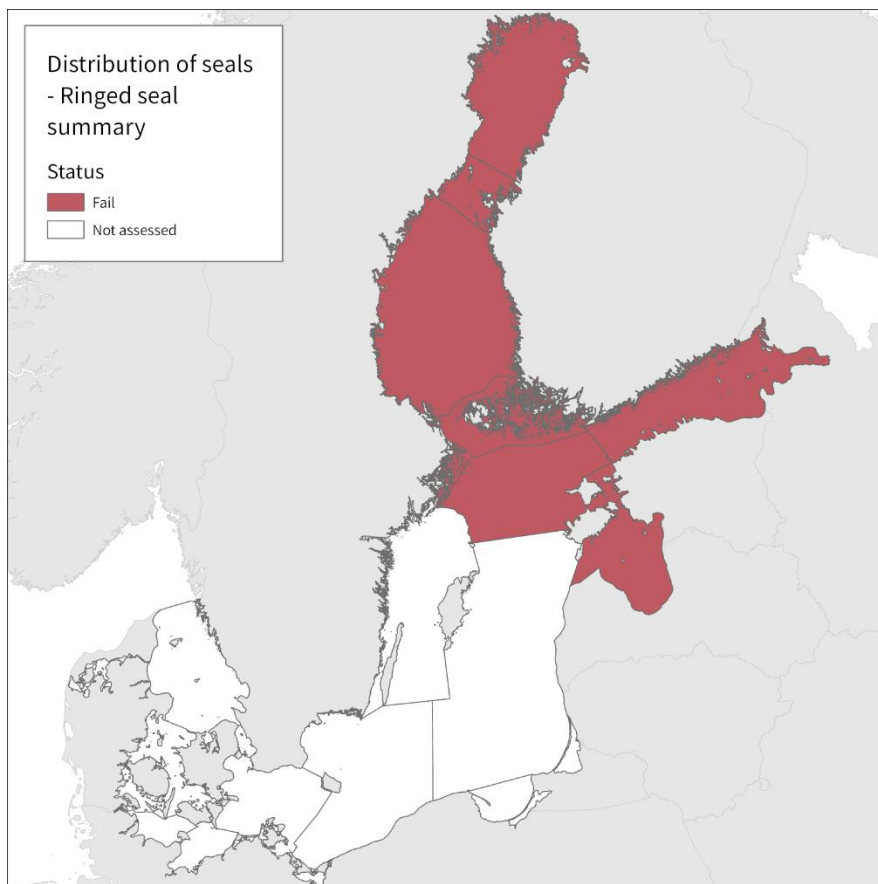 Distribution of seals
- Ringed seal
summary
Status
Fail
Not assessed